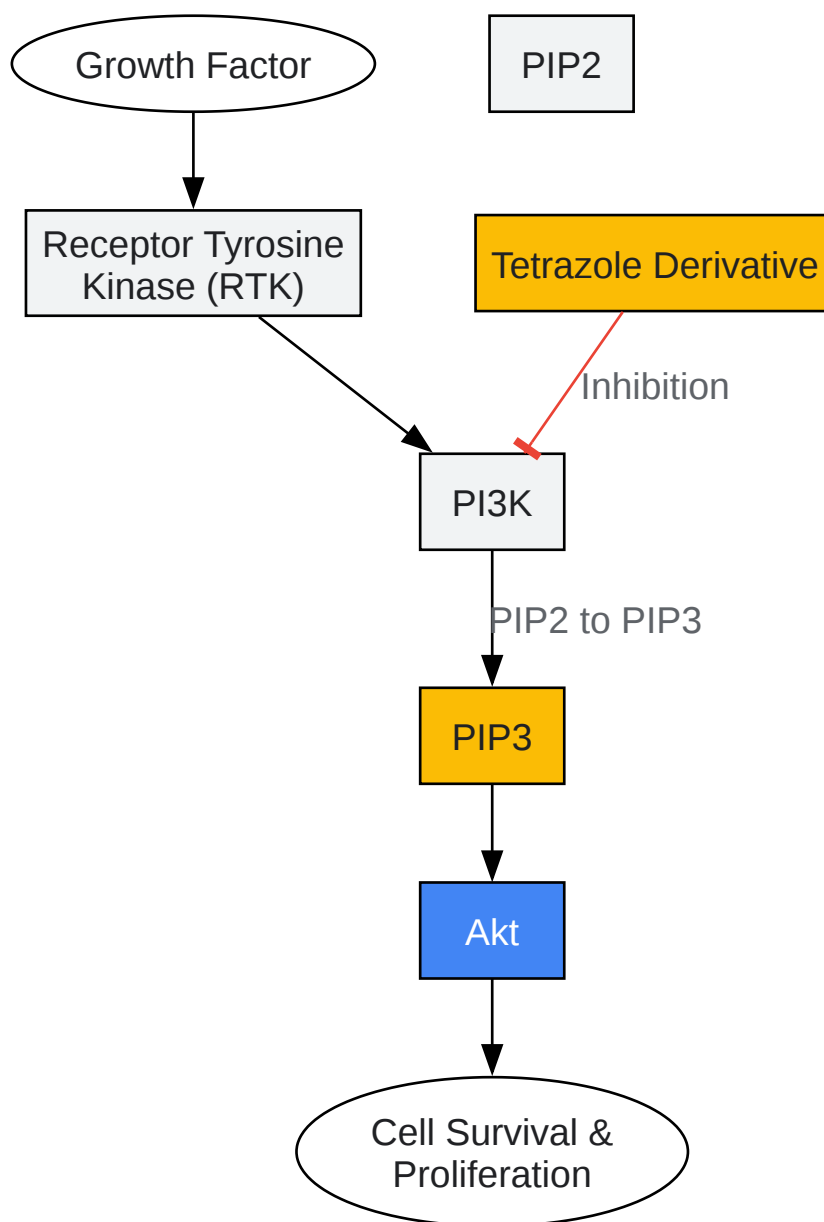 Growth Factor
PIP2
Receptor Tyrosine
Kinase (RTK)
Tetrazole Derivative
Inhibition
PI3K
PIP2 to PIP3
PIP3
Akt
Cell Survival &
Proliferation